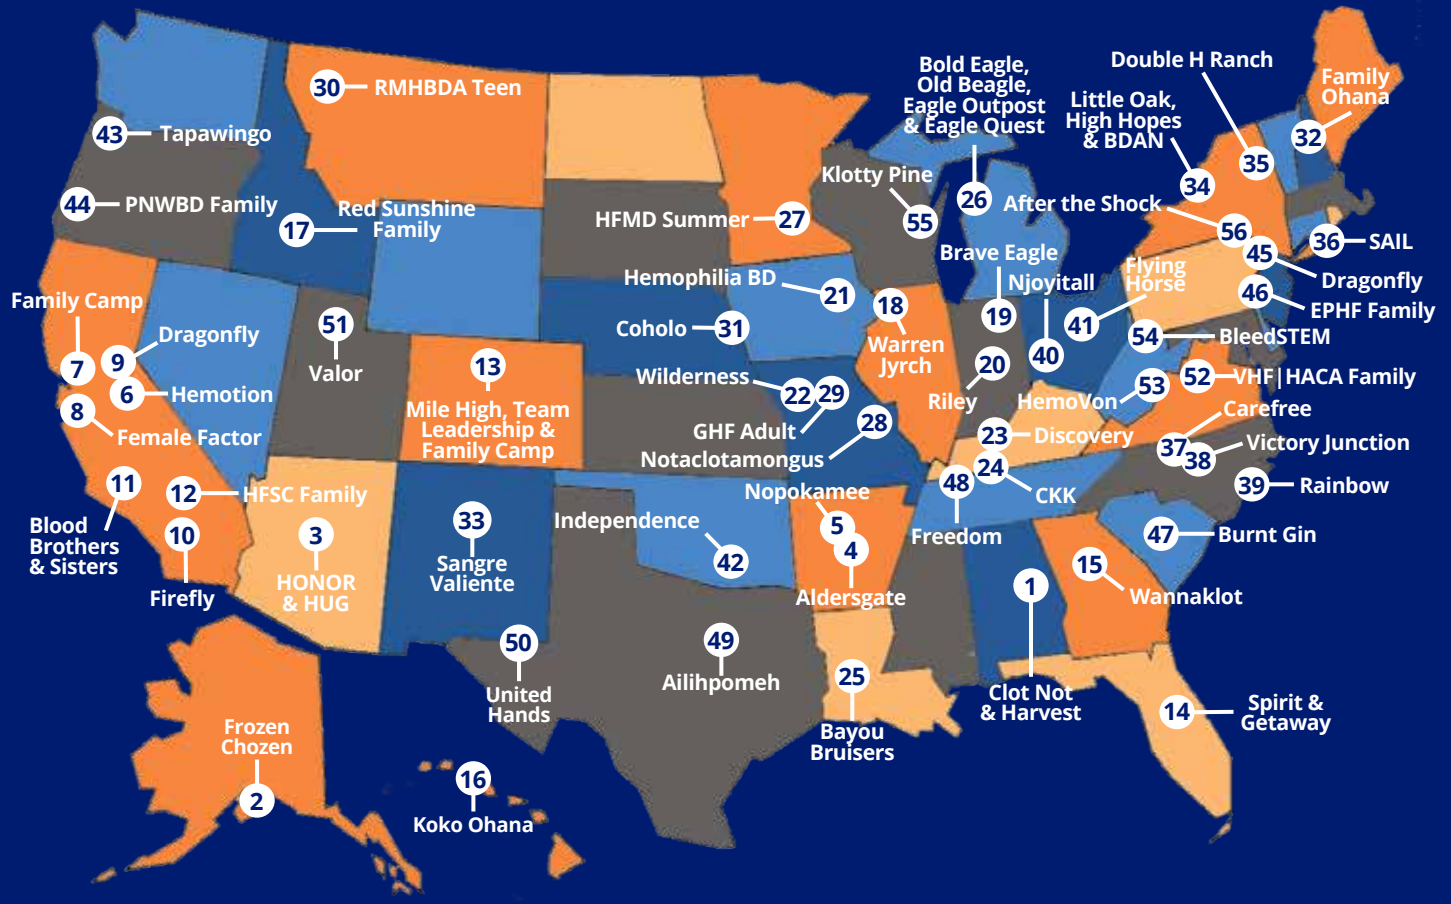 Double H Ranch
Bold Eagle,
Old Beagle,
Eagle Outpost
& Eagle Quest
Family
Ohana
30
RMHBDA Teen
Little Oak,
High Hopes
& BDAN
43
Tapawingo
32
35
Klotty Pine
34
44
PNWBD Family
26
After the Shock
Red Sunshine
Family
17
HFMD Summer
27
55
56
36
SAIL
Brave Eagle
45
Dragonfly
Flying
Horse
Njoyitall
Hemophilia BD
21
46
EPHF Family
Family Camp
18
19
41
51
Valor
Dragonfly
Coholo
31
54
BleedSTEM
Warren
Jyrch
40
7
9
13
20
Riley
Wilderness
22
29
52
VHF|HACA Family
6
Hemotion
53
HemoVon
8
Female Factor
Mile High, Team
Leadership &
Family Camp
GHF Adult
28
Carefree
Notaclotamongus
23
Discovery
37
38
Victory Junction
24
CKK
11
12
HFSC Family
Nopokamee
48
Freedom
39
Rainbow
Blood
Brothers
& Sisters
10
Firefly
3
HONOR
& HUG
33
Sangre
Valiente
Independence
42
5
4
Aldersgate
47
Burnt Gin
15
Wannaklot
1
Clot Not
& Harvest
50
United
Hands
49
Ailihpomeh
25
Bayou
Bruisers
14
Spirit &
Getaway
Frozen
Chozen
2
16
Koko Ohana